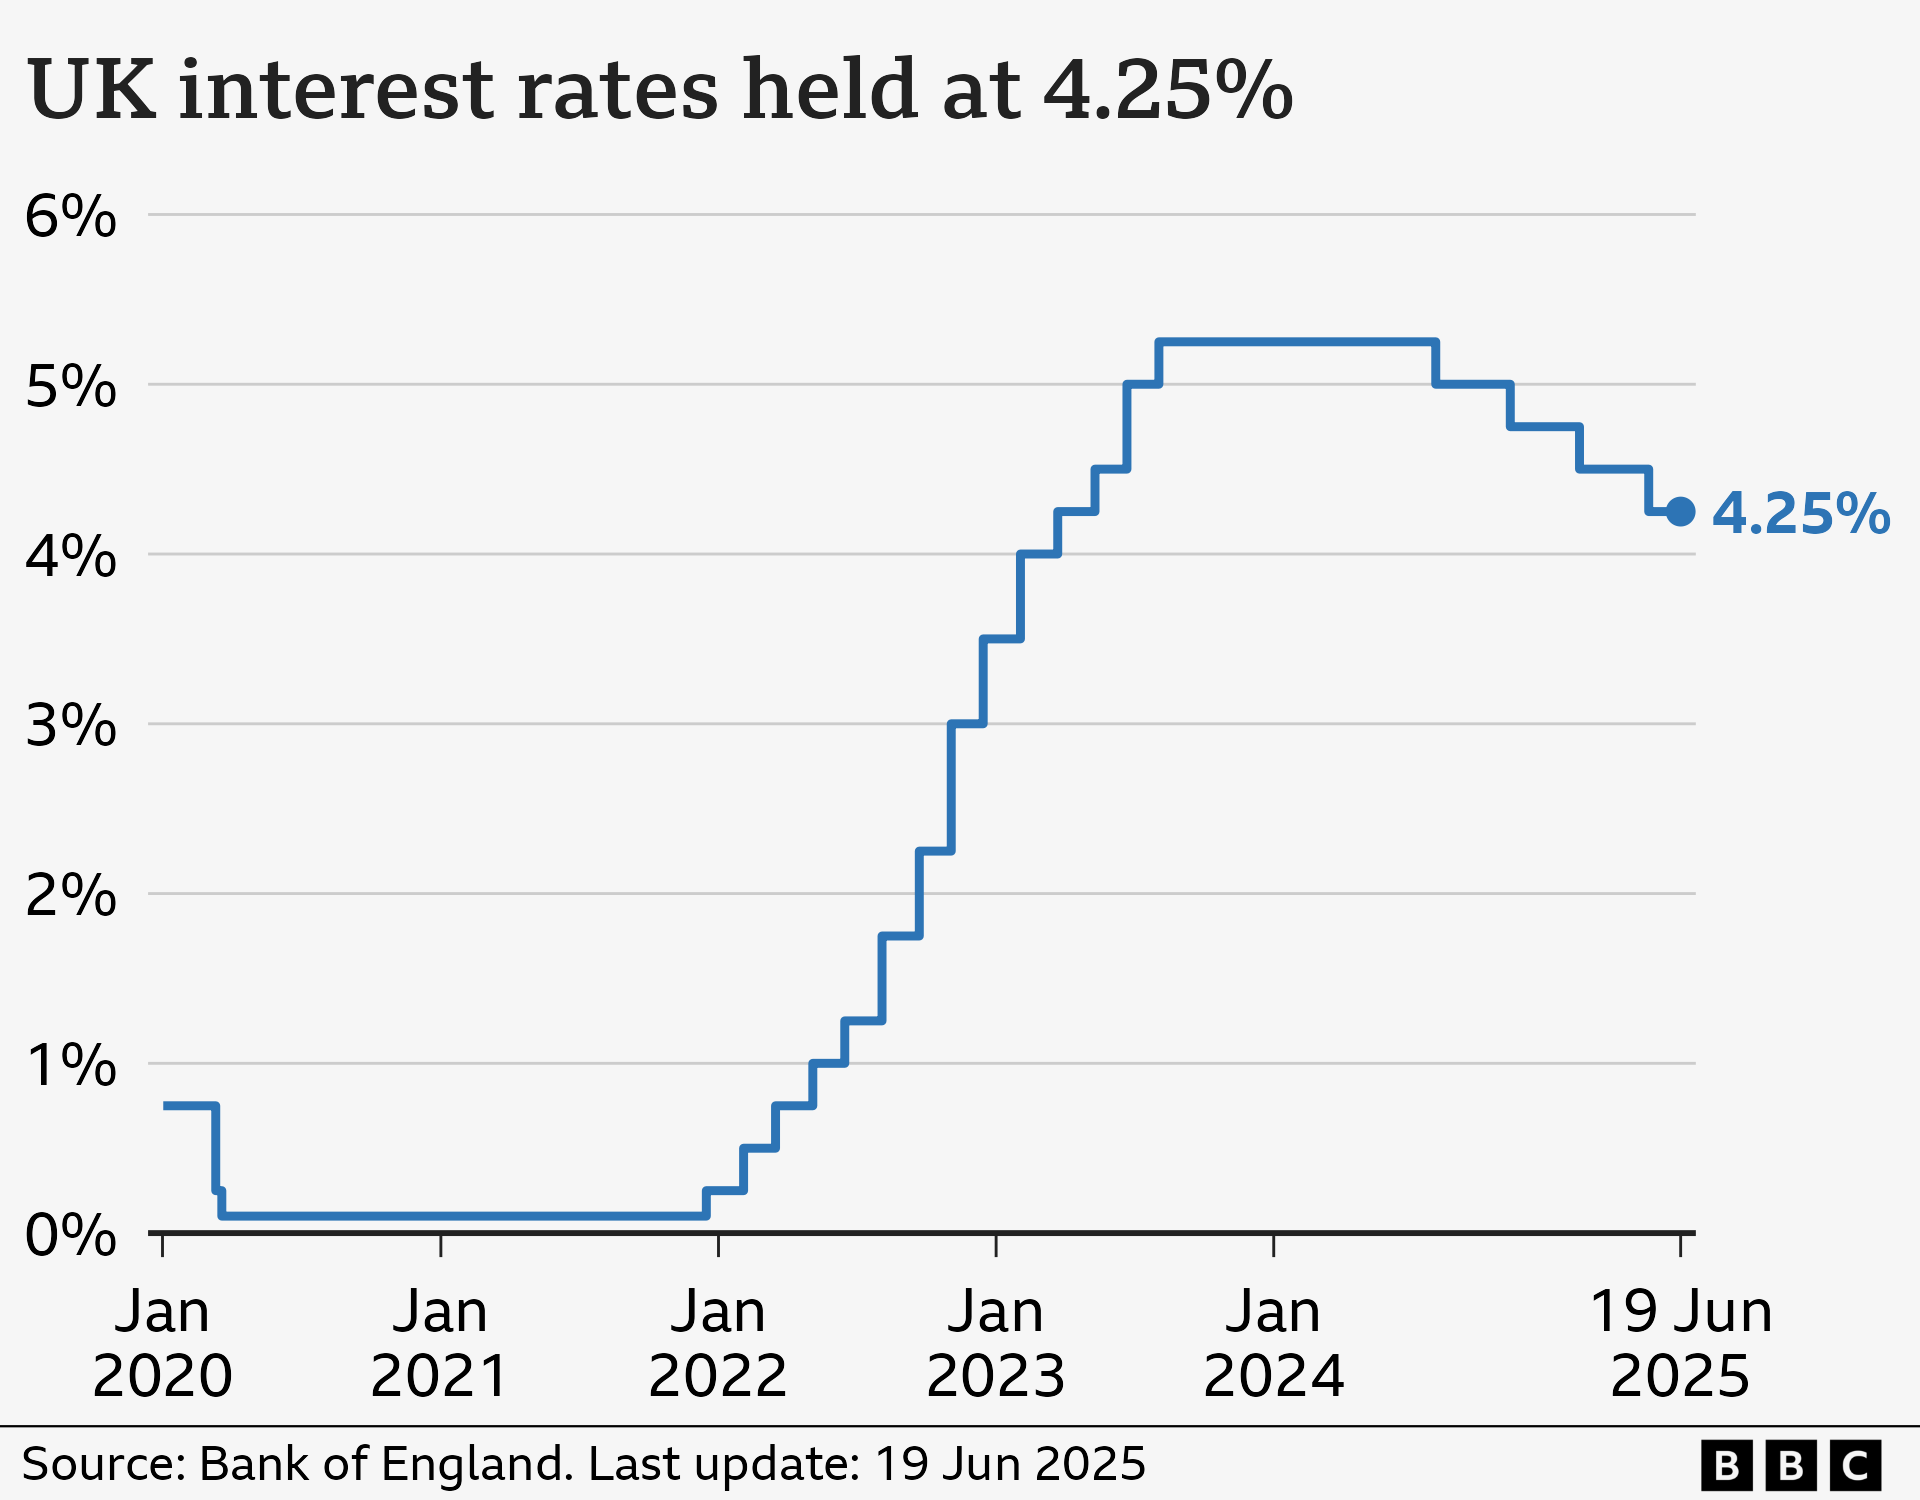 UK interest rates held at 4.25%
6%
5%
4.25%
4%
3%
2%
1%
0%
Jan 2020
Jan 2021
Jan 2022
Jan 2023
Jan 2024
19 Jun 2025
Source: Bank of England. Last update: 19 Jun 2025
BBC